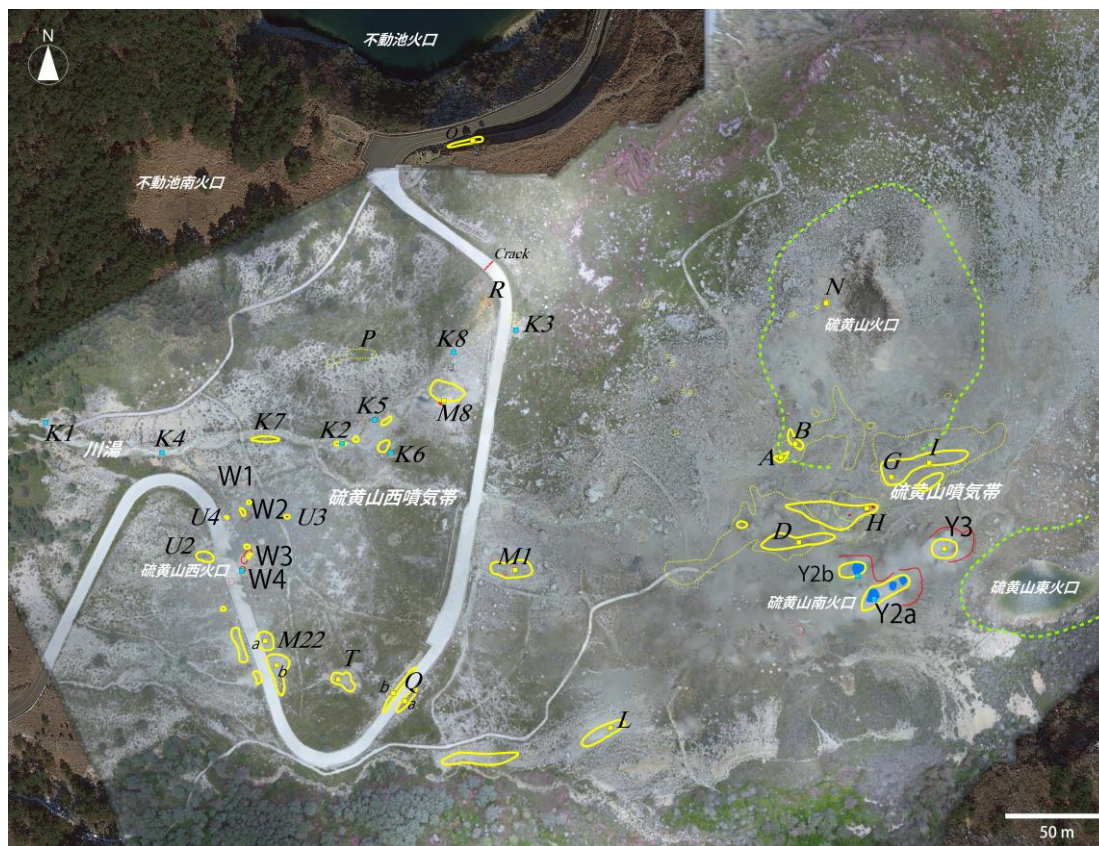 N
不動池火口
O
不動池南火口
Crack
R
K3
N
硫黄山火口
P
K8
M8
K1
川湯
K4
K7
K2
K5
K6
硫黄山西噴気帯
B
A
I
G
硫黄山噴気帯
W1
W2
U4
U3
U2
W3
硫黄山西火口
W4
M1
H
D
Y3
Y2b
硫黄山南火口
Y2a
硫黄山東火口
a
M22
b
T
b
Q
a
L
50 m